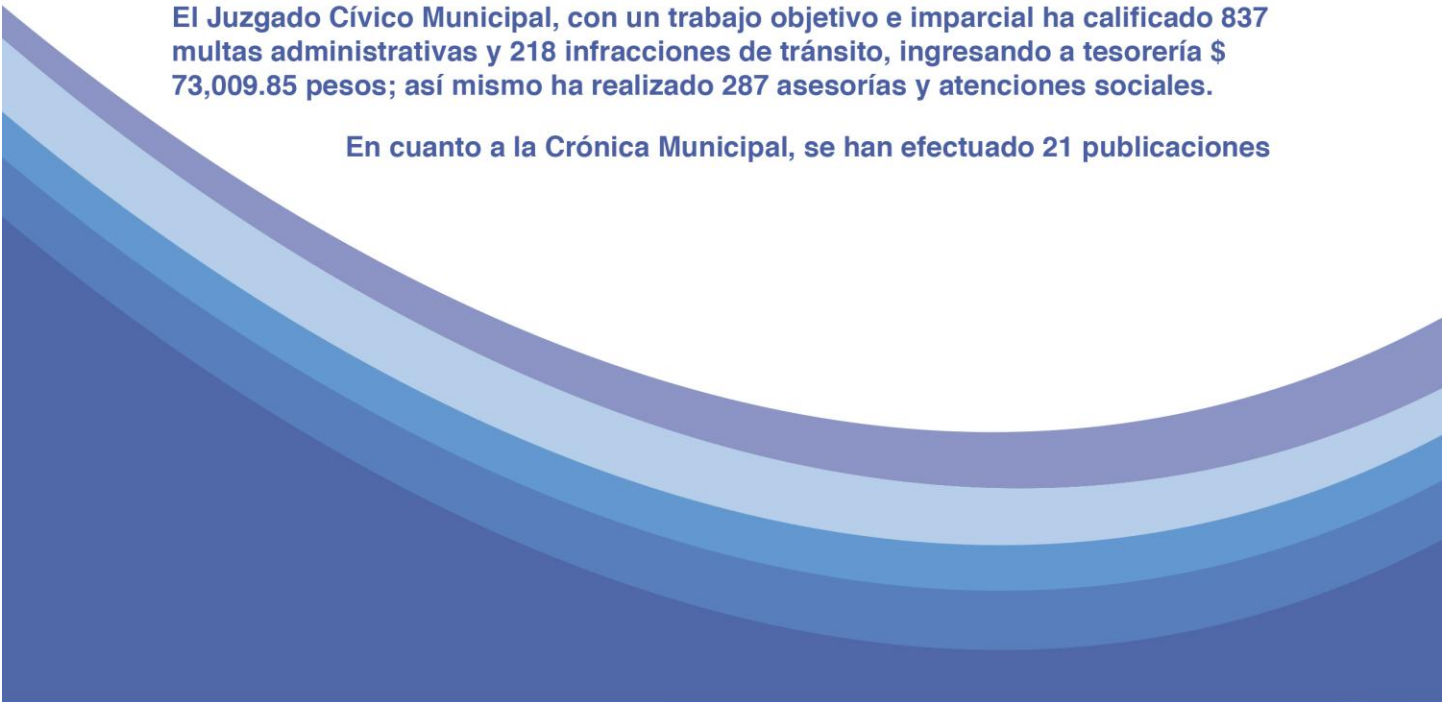 El Juzgado Cívico Municipal, con un trabajo objetivo e imparcial ha calificado 837
multas administrativas y 218 infracciones de tránsito, ingresando a tesorería $
73,009.85 pesos; así mismo ha realizado 287 asesorías y atenciones sociales.
En cuanto a la Crónica Municipal, se han efectuado 21 publicaciones